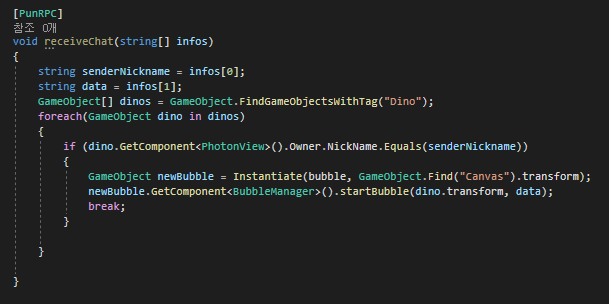 [PunRPC]
참조 0개
void receiveChat(string[] infos)
{
    string senderNickname = infos[0];
    string data = infos[1];
    GameObject[] dinos = GameObject.FindGameObjectsWithTag("Dino");
    foreach(GameObject dino in dinos)
    {
        if (dino.GetComponent<PhotonView>().Owner.NickName.Equals(senderNickname))
        {
            GameObject newBubble = Instantiate(bubble, GameObject.Find("Canvas").transform);
            newBubble.GetComponent<BubbleManager>().startBubble(dino.transform, data);
            break;
        }
    }
}